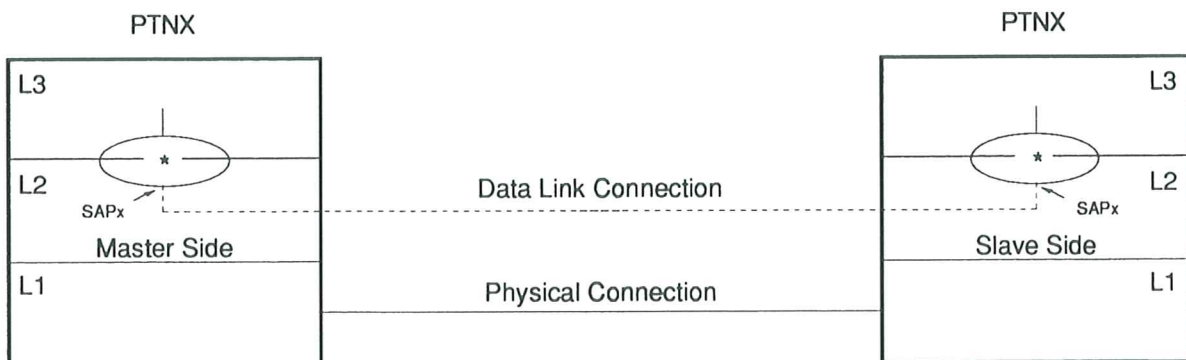 PTNX
PTNX
L3
L3
*
*
L2
Data Link Connection
L2
SAPx
SAPx
Master Side
Slave Side
L1
Physical Connection
L1